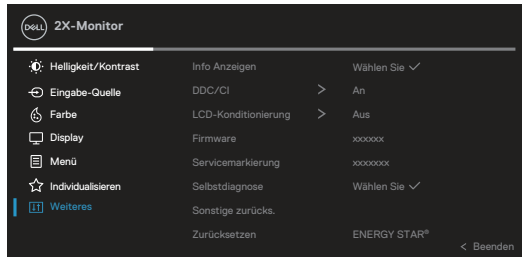 DELL 2X-Monitor
Helligkeit/Kontrast Info Anzeigen Wählen Sie ✓
Eingabe-Quelle DDC/CI > An
Farbe LCD-Konditionierung > Aus
Display Firmware xxxxxx
Menü Servicemarkierung xxxxxxx
Individualisieren Selbstdiagnose Wählen Sie ✓
Weiteres Sonstige zurücks.
Zurücksetzen ENERGY STAR®
< Beenden